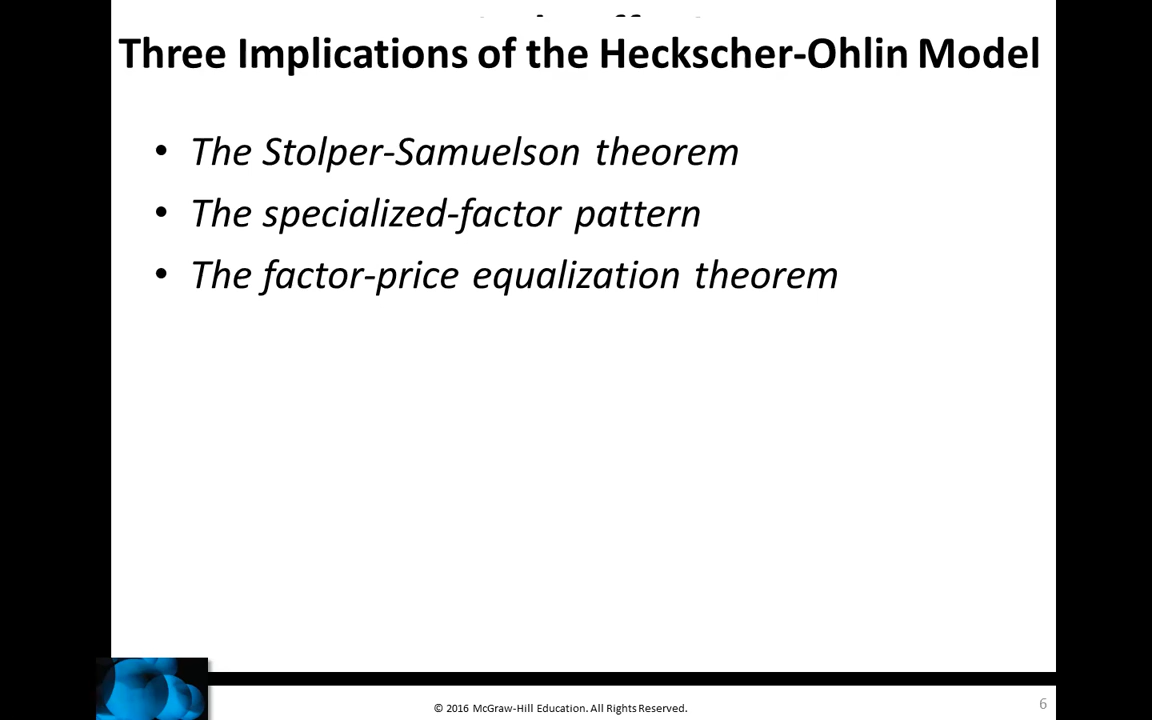 Three Implications of the Heckscher-Ohlin Model
• The Stolper-Samuelson theorem
• The specialized-factor pattern
• The factor-price equalization theorem
© 2016 McGraw-Hill Education. All Rights Reserved.
6